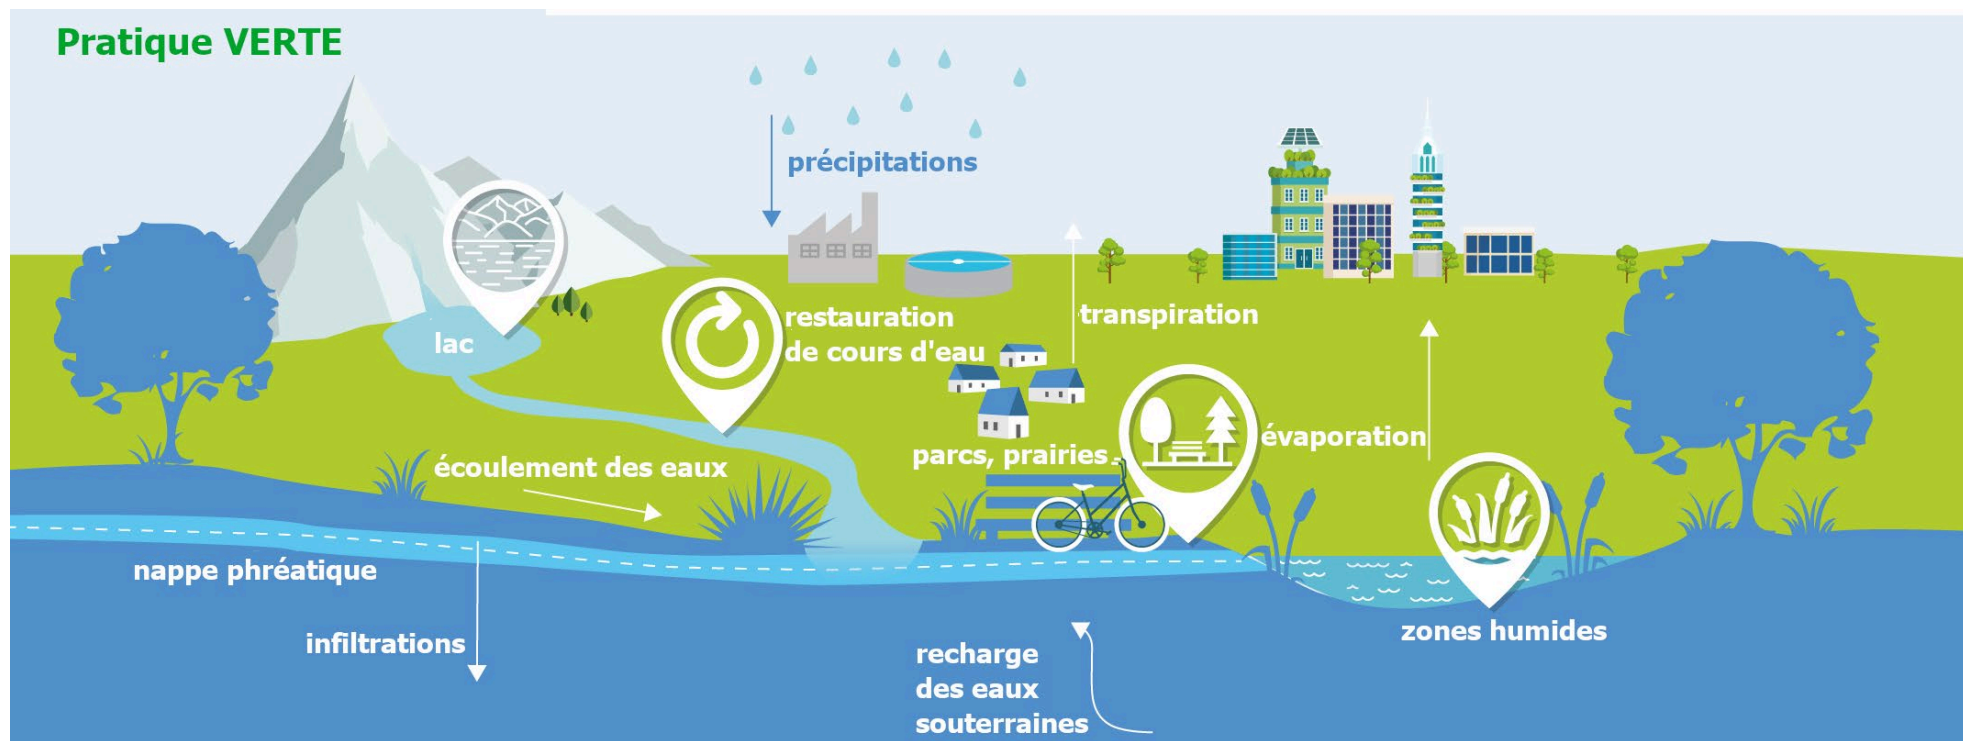 Pratique VERTE
précipitations
lac
restauration
de cours d'eau
transpiration
évaporation
parcs, prairies...
écoulement des eaux
nappe phréatique
infiltrations
zones humides
recharge
des eaux
souterraines